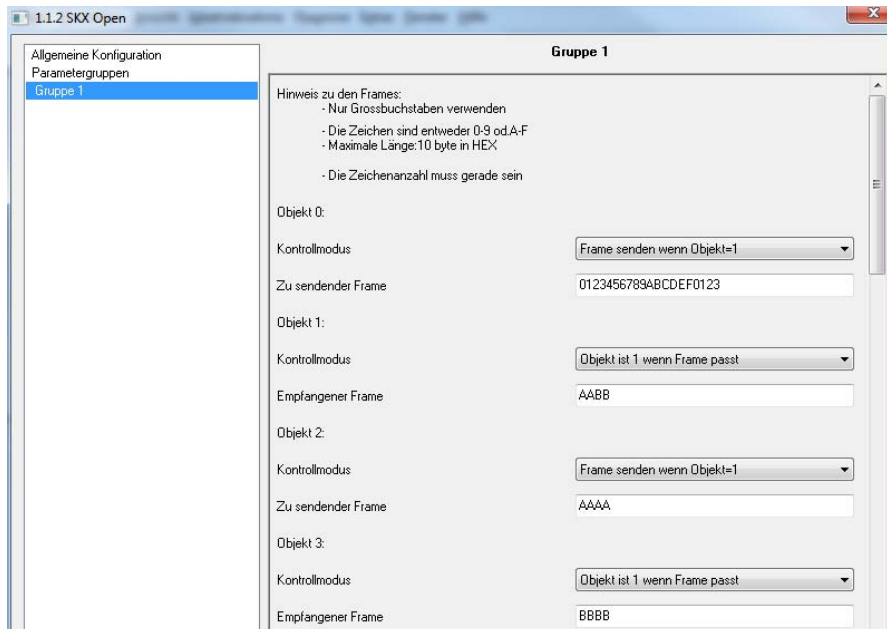 1.1.2 SKX Open
Allgemeine Konfiguration
Parametergruppen
Gruppe 1
Gruppe 1
Hinweis zu den Frames:
- Nur Grossbuchstaben verwenden
- Die Zeichen sind entweder 0-9 od.A-F
- Maximale Länge:10 byte in HEX
- Die Zeichenanzahl muss gerade sein
Objekt 0:
Kontrollmodus Frame senden wenn Objekt=1
Zu sendender Frame 0123456789ABCDEF0123
Objekt 1:
Kontrollmodus Objekt ist 1 wenn Frame passt
Empfangener Frame AABB
Objekt 2:
Kontrollmodus Frame senden wenn Objekt=1
Zu sendender Frame AAAA
Objekt 3:
Kontrollmodus Objekt ist 1 wenn Frame passt
Empfangener Frame BBBB